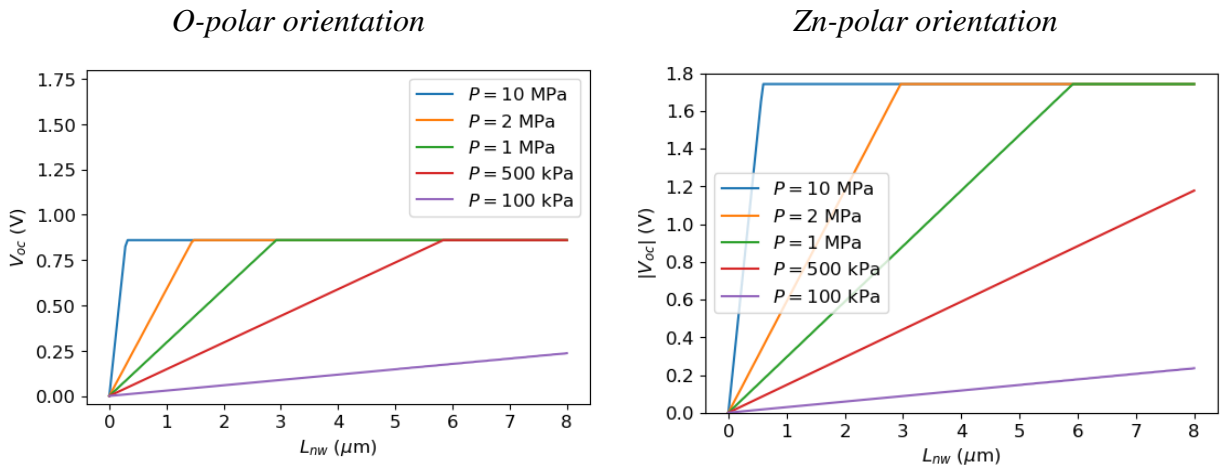 O-polar orientation
1.75
1.50
1.25
1.00
0.75
0.50
0.25
0.00
V_oc (V)
P = 10 MPa
P = 2 MPa
P = 1 MPa
P = 500 kPa
P = 100 kPa
0 1 2 3 4 5 6 7 8
L_nw (μm)
Zn-polar orientation
1.8
1.6
1.4
1.2
1.0
0.8
0.6
0.4
0.2
0.0
|V_oc| (V)
P = 10 MPa
P = 2 MPa
P = 1 MPa
P = 500 kPa
P = 100 kPa
0 1 2 3 4 5 6 7 8
L_nw (μm)